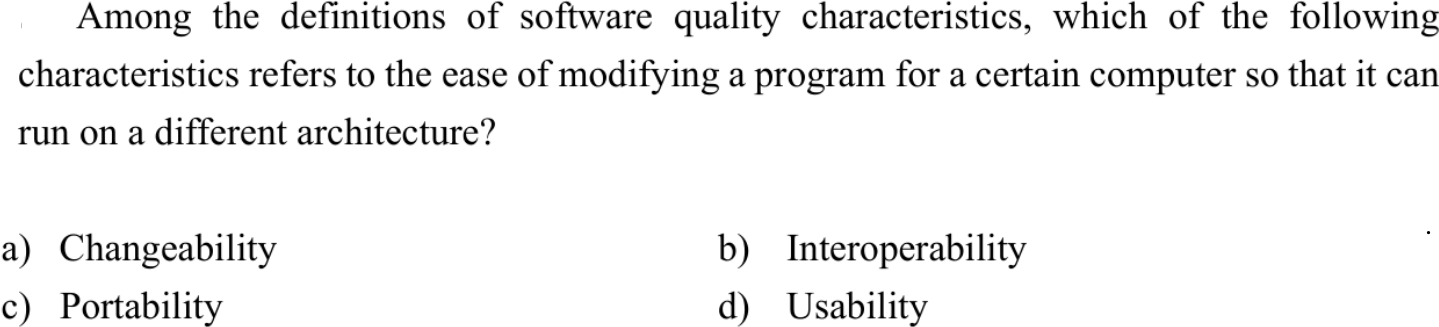 Among the definitions of software quality characteristics, which of the following
characteristics refers to the ease of modifying a program for a certain computer so that it can
run on a different architecture?
a) Changeability b) Interoperability
c) Portability d) Usability